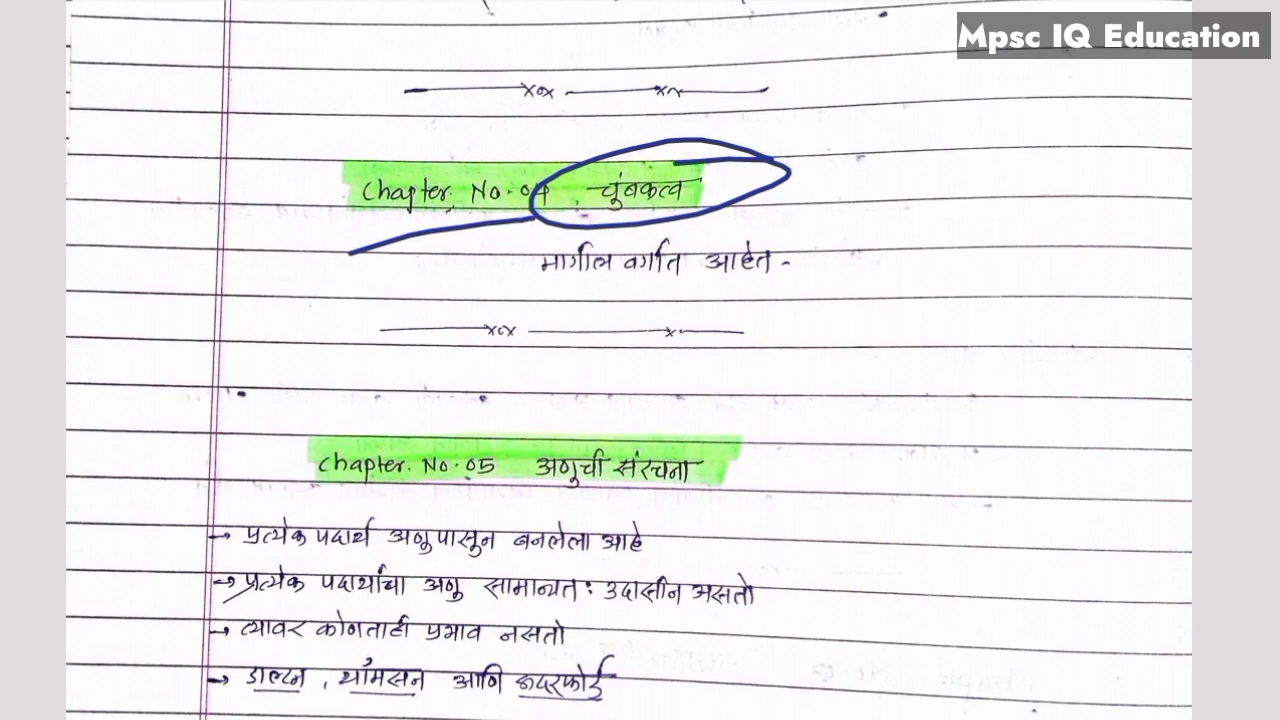 Mpsc IQ Education
Chapter. No. 04 चुंबकत्व
मागील वर्गात आहेत -
Chapter. No. 05 अणुची संरचना
→ प्रत्येक पदार्थ अणूपासुन बनलेला आहे
→ प्रत्येक पदार्थाचा अणु सामान्यत: उदासीन असतो
→ त्यावर कोणताही प्रभाव नसतो
→ डाल्टन, थॉमसन आणि रूदरफोर्ड